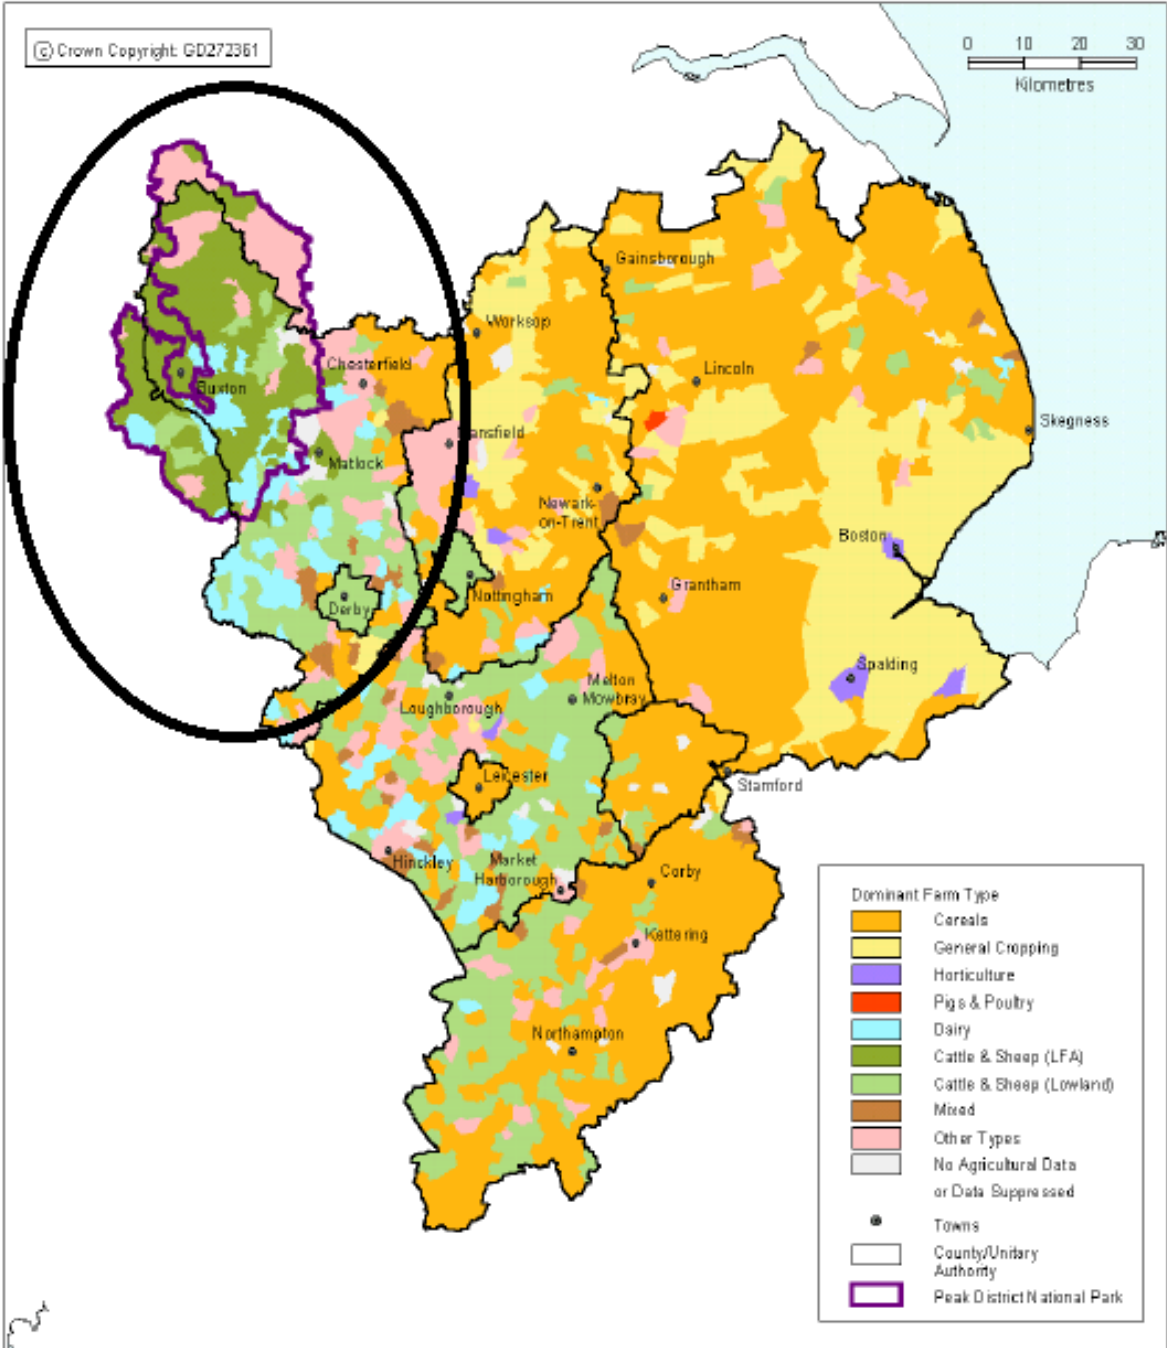 © Crown Copyright: GD272361
0 10 20 30
Kilometres
Gainsborough
Worksop
Chesterfield
Lincoln
Buxton
Skegness
ansfield
Matlock
Newark-
on-Trent
Boston
Grantham
Nottingham
Derby
Spalding
Melton
Mowbray
Loughborough
Leicester
Stamford
Hinckley
Market
Harborough
Corby
Kettering
Northampton
Dominant Farm Type
Cereals
General Cropping
Horticulture
Pigs & Poultry
Dairy
Cattle & Sheep (LFA)
Cattle & Sheep (Lowland)
Mixed
Other Types
No Agricultural Data
or Data Suppressed
Towns
County/Unitary
Authority
Peak District National Park